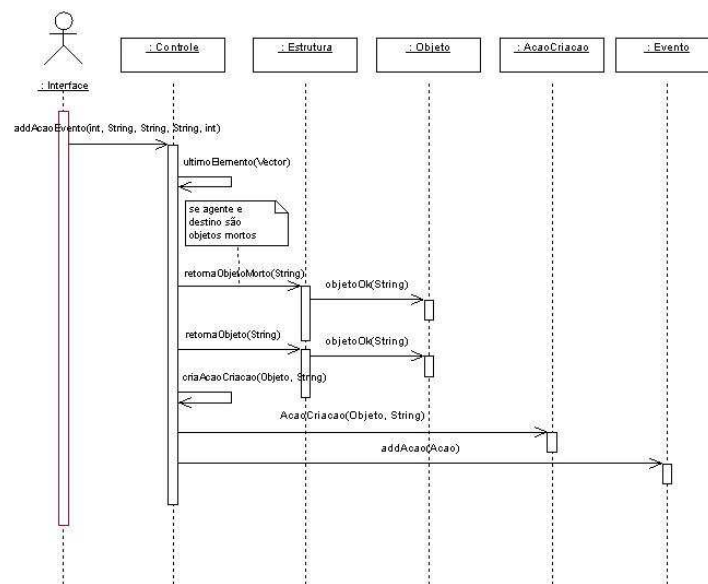 : Controle
: Estrutura
: Objeto
: AcaoCriacao
: Evento
: Interface
addAcaoEvento(int, String, String, String, int)
ultimoElemento(Vector)
se agente e
destino são
objetos mortos
retornaObjetoMorto(String)
objetoOk(String)
retornaObjeto(String)
objetoOk(String)
criaAcaoCriacao(Objeto, String)
AcaoCriacao(Objeto, String)
addAcao(Acao)